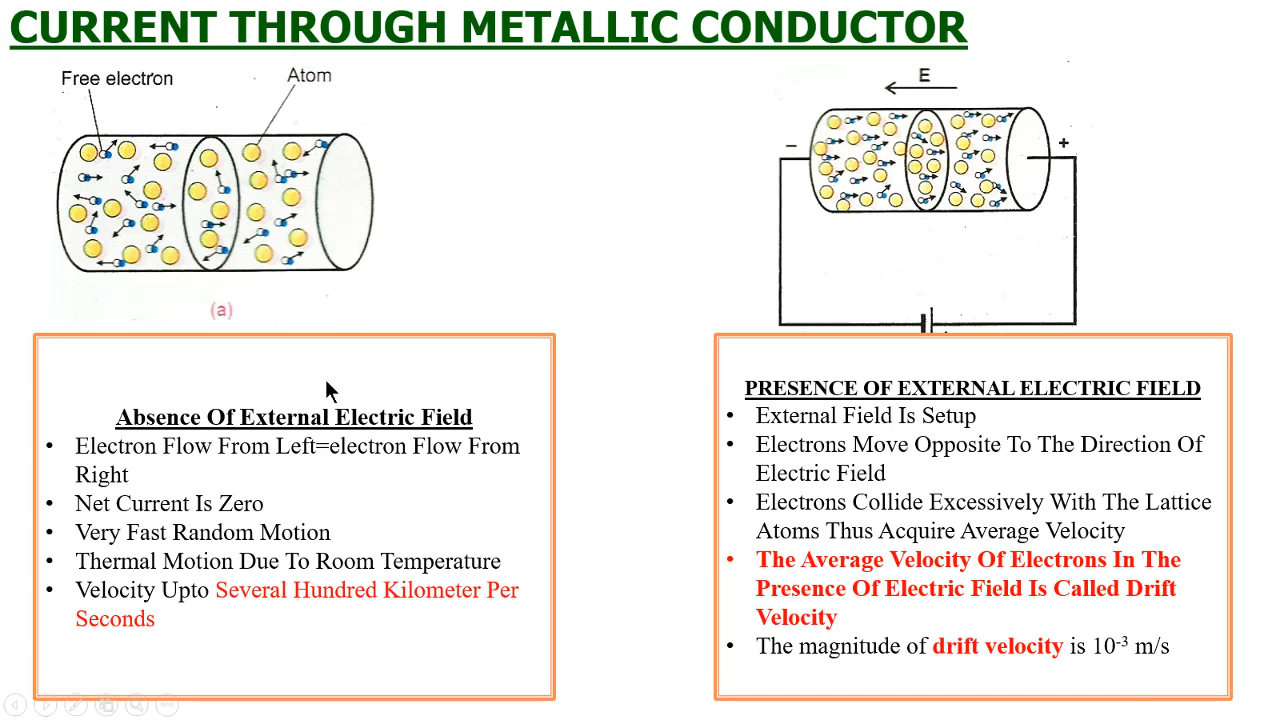 CURRENT THROUGH METALLIC CONDUCTOR
Free electron
Atom
(a)
E
−
+
Absence Of External Electric Field
• Electron Flow From Left=electron Flow From
Right
• Net Current Is Zero
• Very Fast Random Motion
• Thermal Motion Due To Room Temperature
• Velocity Upto Several Hundred Kilometer Per
Seconds
PRESENCE OF EXTERNAL ELECTRIC FIELD
• External Field Is Setup
• Electrons Move Opposite To The Direction Of
Electric Field
• Electrons Collide Excessively With The Lattice
Atoms Thus Acquire Average Velocity
• The Average Velocity Of Electrons In The
Presence Of Electric Field Is Called Drift
Velocity
• The magnitude of drift velocity is 10⁻³ m/s